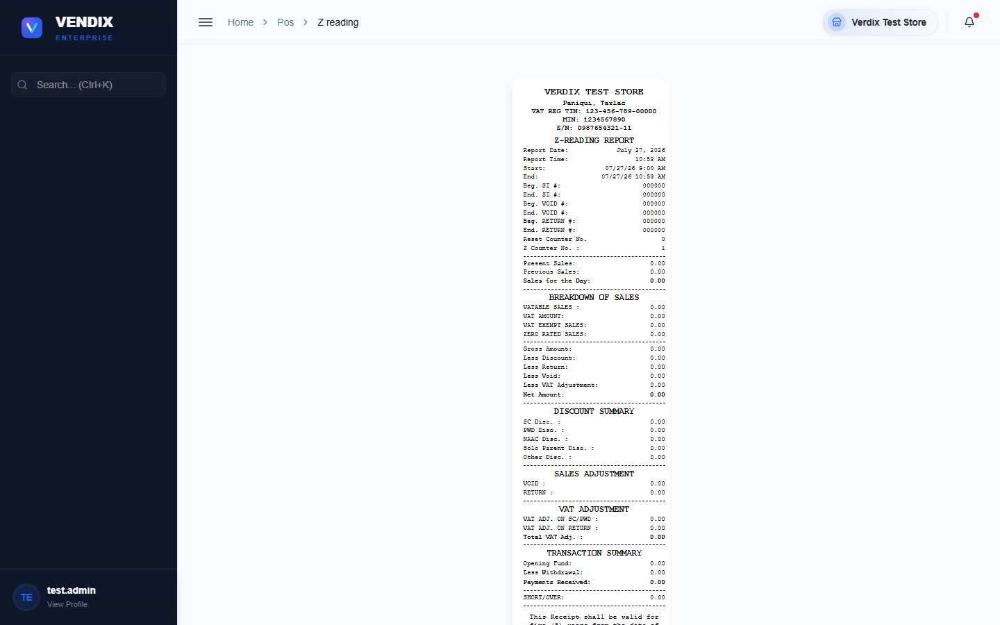 VENDIX
ENTERPRISE
Search... (Ctrl+K)
Home > Pos > Z reading
Verdix Test Store
VERDIX TEST STORE
Paniqui, Tarlac
VAT REG TIN: 123-456-789-00000
MIN: 1234567890
S/N: 0987654321-11
Z-READING REPORT
Report Date: July 27, 2026
Report Time: 10:53 AM
Start: 07/27/26 9:00 AM
End: 07/27/26 10:53 AM
Beg. SI #: 000000
End. SI #: 000000
Beg. VOID #: 000000
End. VOID #: 000000
Beg. RETURN #: 000000
End. RETURN #: 000000
Reset Counter No. 0
Z Counter No. : 1
Present Sales: 0.00
Previous Sales: 0.00
Sales for the Day: 0.00
BREAKDOWN OF SALES
VATABLE SALES : 0.00
VAT AMOUNT: 0.00
VAT EXEMPT SALES: 0.00
ZERO RATED SALES: 0.00
Gross Amount: 0.00
Less Discount: 0.00
Less Return: 0.00
Less Void: 0.00
Less VAT Adjustment: 0.00
Net Amount: 0.00
DISCOUNT SUMMARY
SC Disc. : 0.00
PWD Disc. : 0.00
NAAC Disc. : 0.00
Solo Parent Disc. : 0.00
Other Disc. : 0.00
SALES ADJUSTMENT
VOID : 0.00
RETURN : 0.00
VAT ADJUSTMENT
VAT ADJ. ON SC/PWD : 0.00
VAT ADJ. ON RETURN : 0.00
Total VAT Adj. : 0.00
TRANSACTION SUMMARY
Opening Fund: 0.00
Less Withdrawal: 0.00
Payments Received: 0.00
SHORT/OVER: 0.00
This Receipt shall be valid for
five (5) years from the date of
TE
test.admin
View Profile